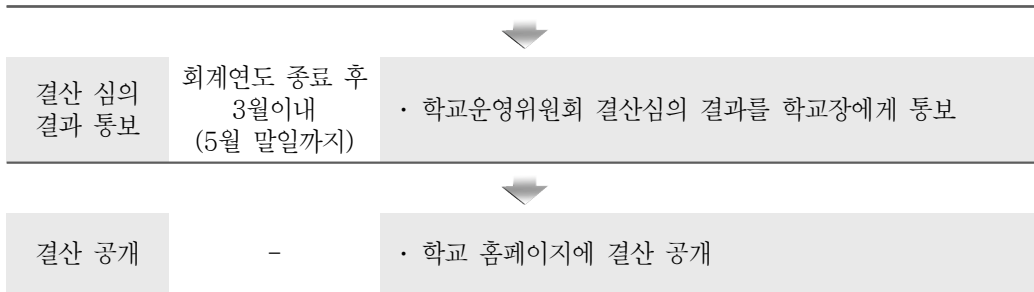 결산 심의
결과 통보
회계연도 종료 후
3월이내
(5월 말일까지)
· 학교운영위원회 결산심의 결과를 학교장에게 통보
결산 공개
-
· 학교 홈페이지에 결산 공개